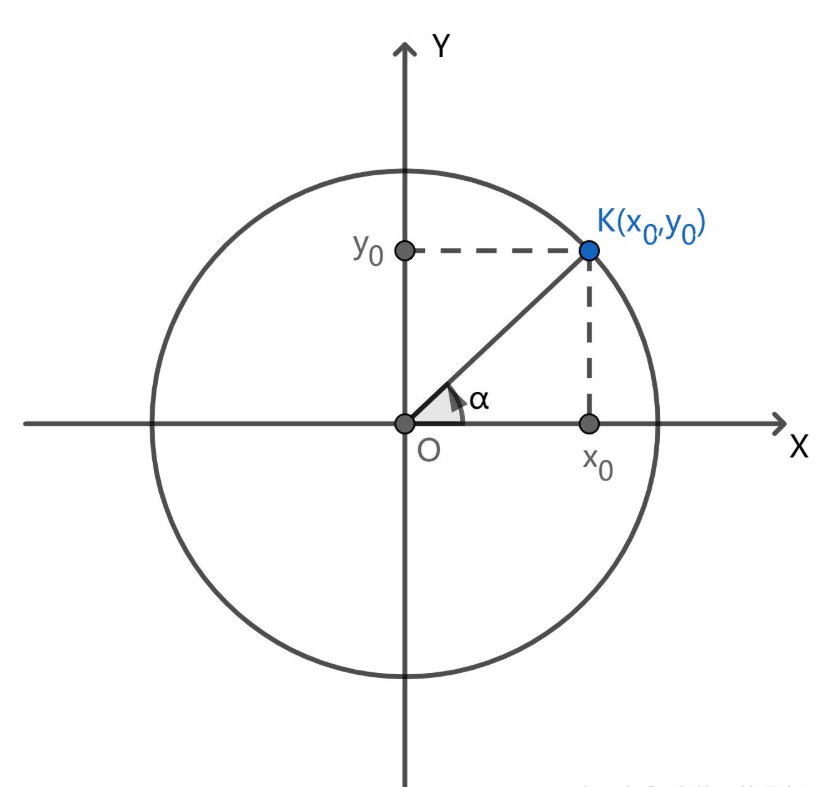 Y
K(x₀,y₀)
y₀
α
O
x₀
X